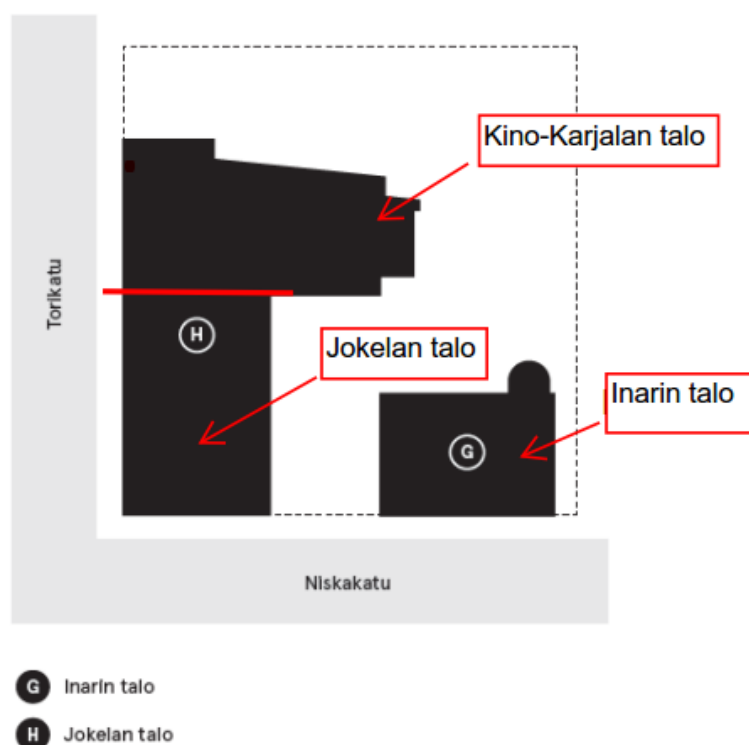 Kino-Karjalan talo
Torikatu
H
Jokelan talo
Inarin talo
G
Niskakatu
G Inarin talo
H Jokelan talo